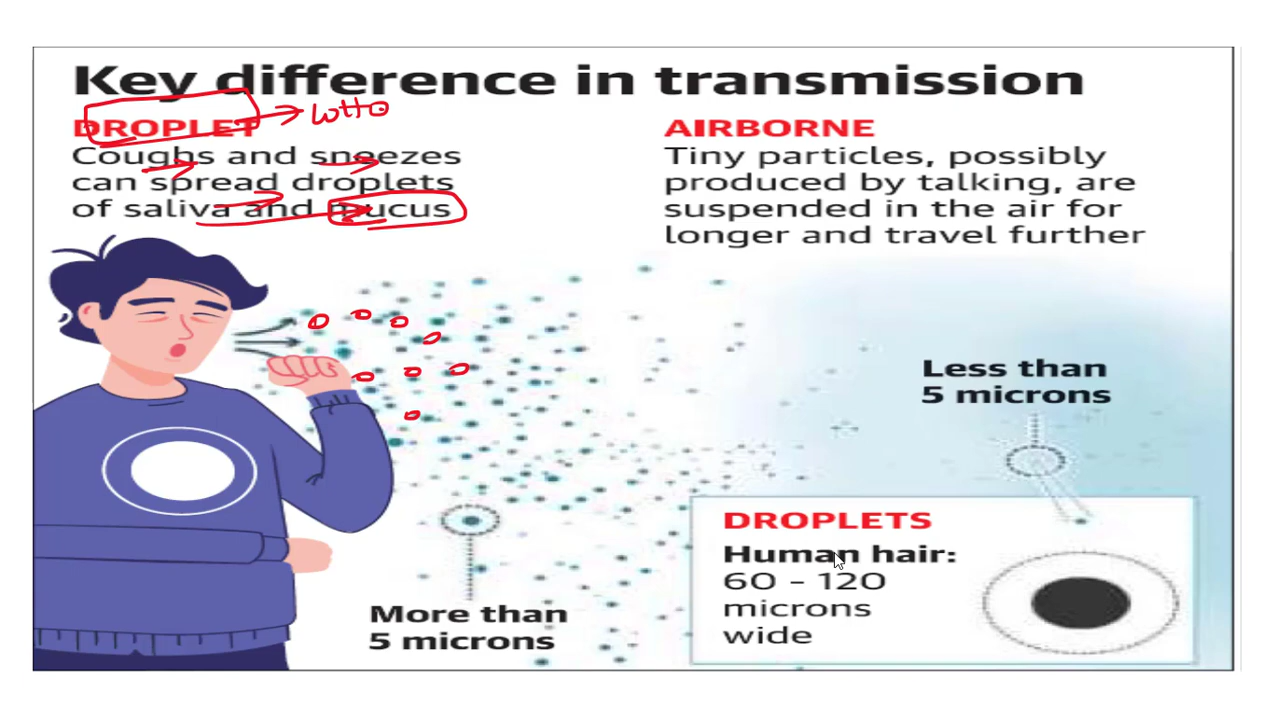 Key difference in transmission
DROPLET
Coughs and sneezes
can spread droplets
of saliva and mucus
AIRBORNE
Tiny particles, possibly
produced by talking, are
suspended in the air for
longer and travel further
Less than
5 microns
More than
5 microns
DROPLETS
Human hair:
60 - 120
microns
wide